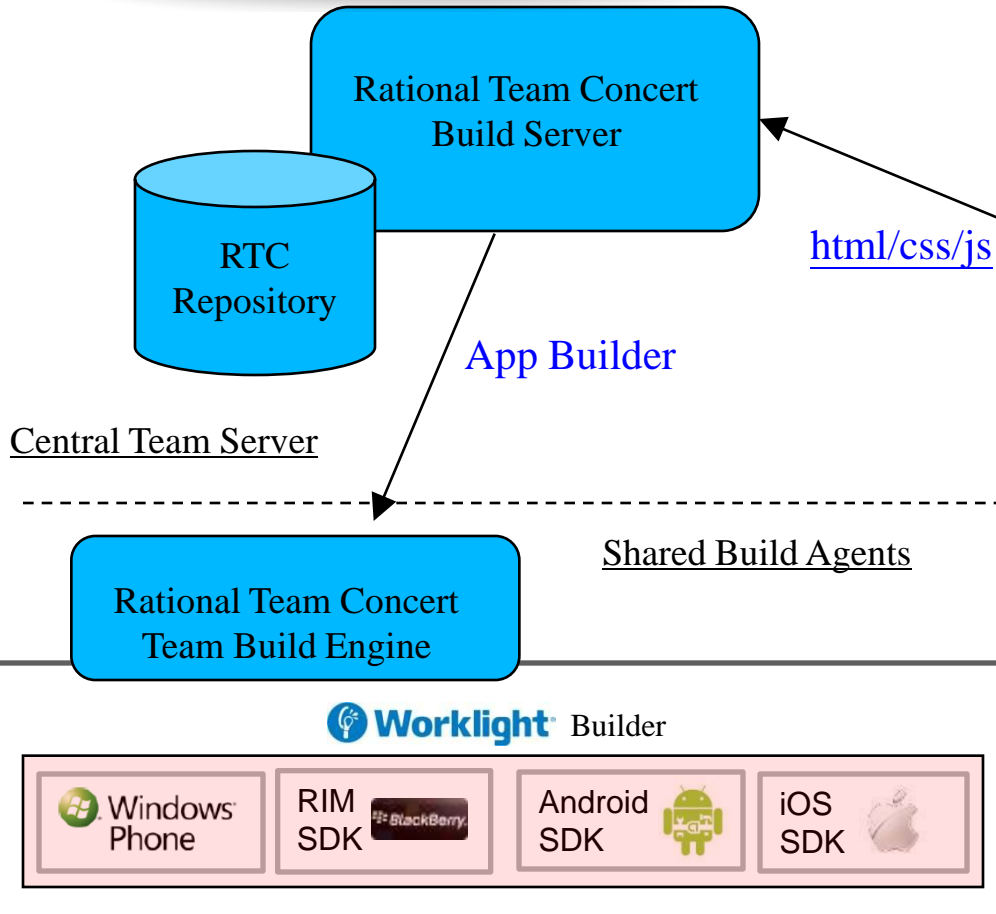 Rational Team Concert
Build Server
RTC
Repository
html/css/js
App Builder
Central Team Server
Shared Build Agents
Rational Team Concert
Team Build Engine
Worklight Builder
Windows
Phone
RIM
SDK
BlackBerry.
Android
SDK
iOS
SDK